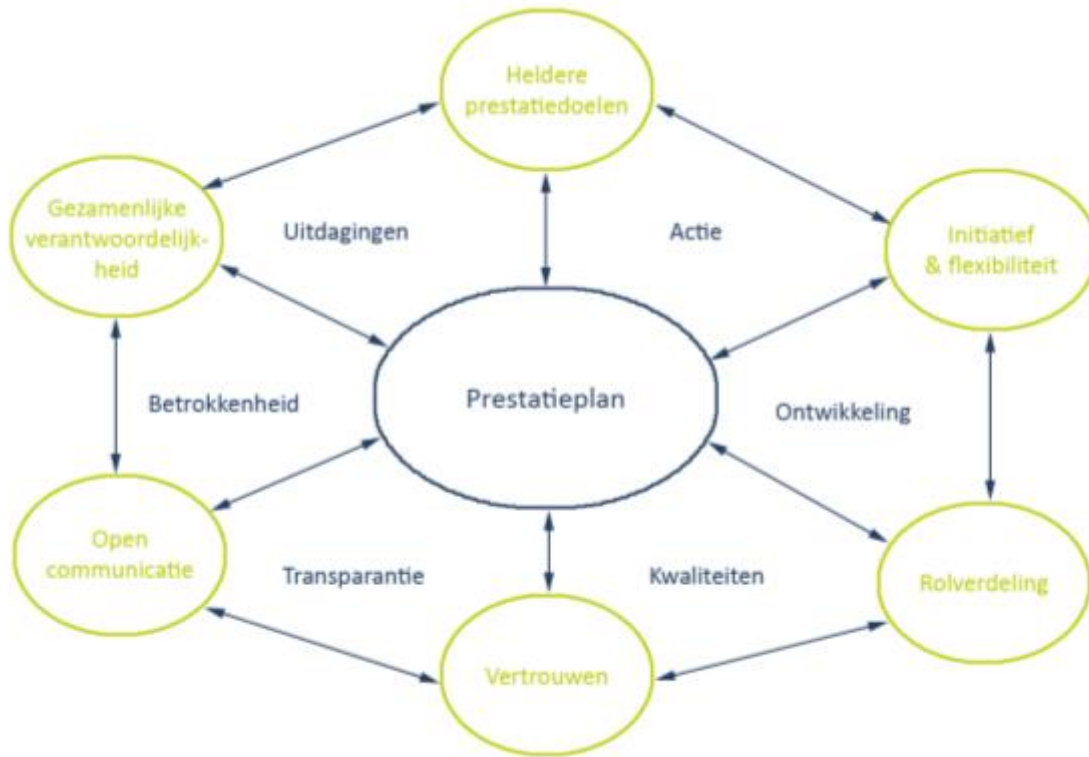 Heldere
prestatiedoelen
Gezamenlijke
verantwoordelijk-
heid
Uitdagingen
Actie
Initiatief
& flexibiliteit
Betrokkenheid
Prestatieplan
Ontwikkeling
Open
communicatie
Transparantie
Kwaliteiten
Rolverdeling
Vertrouwen